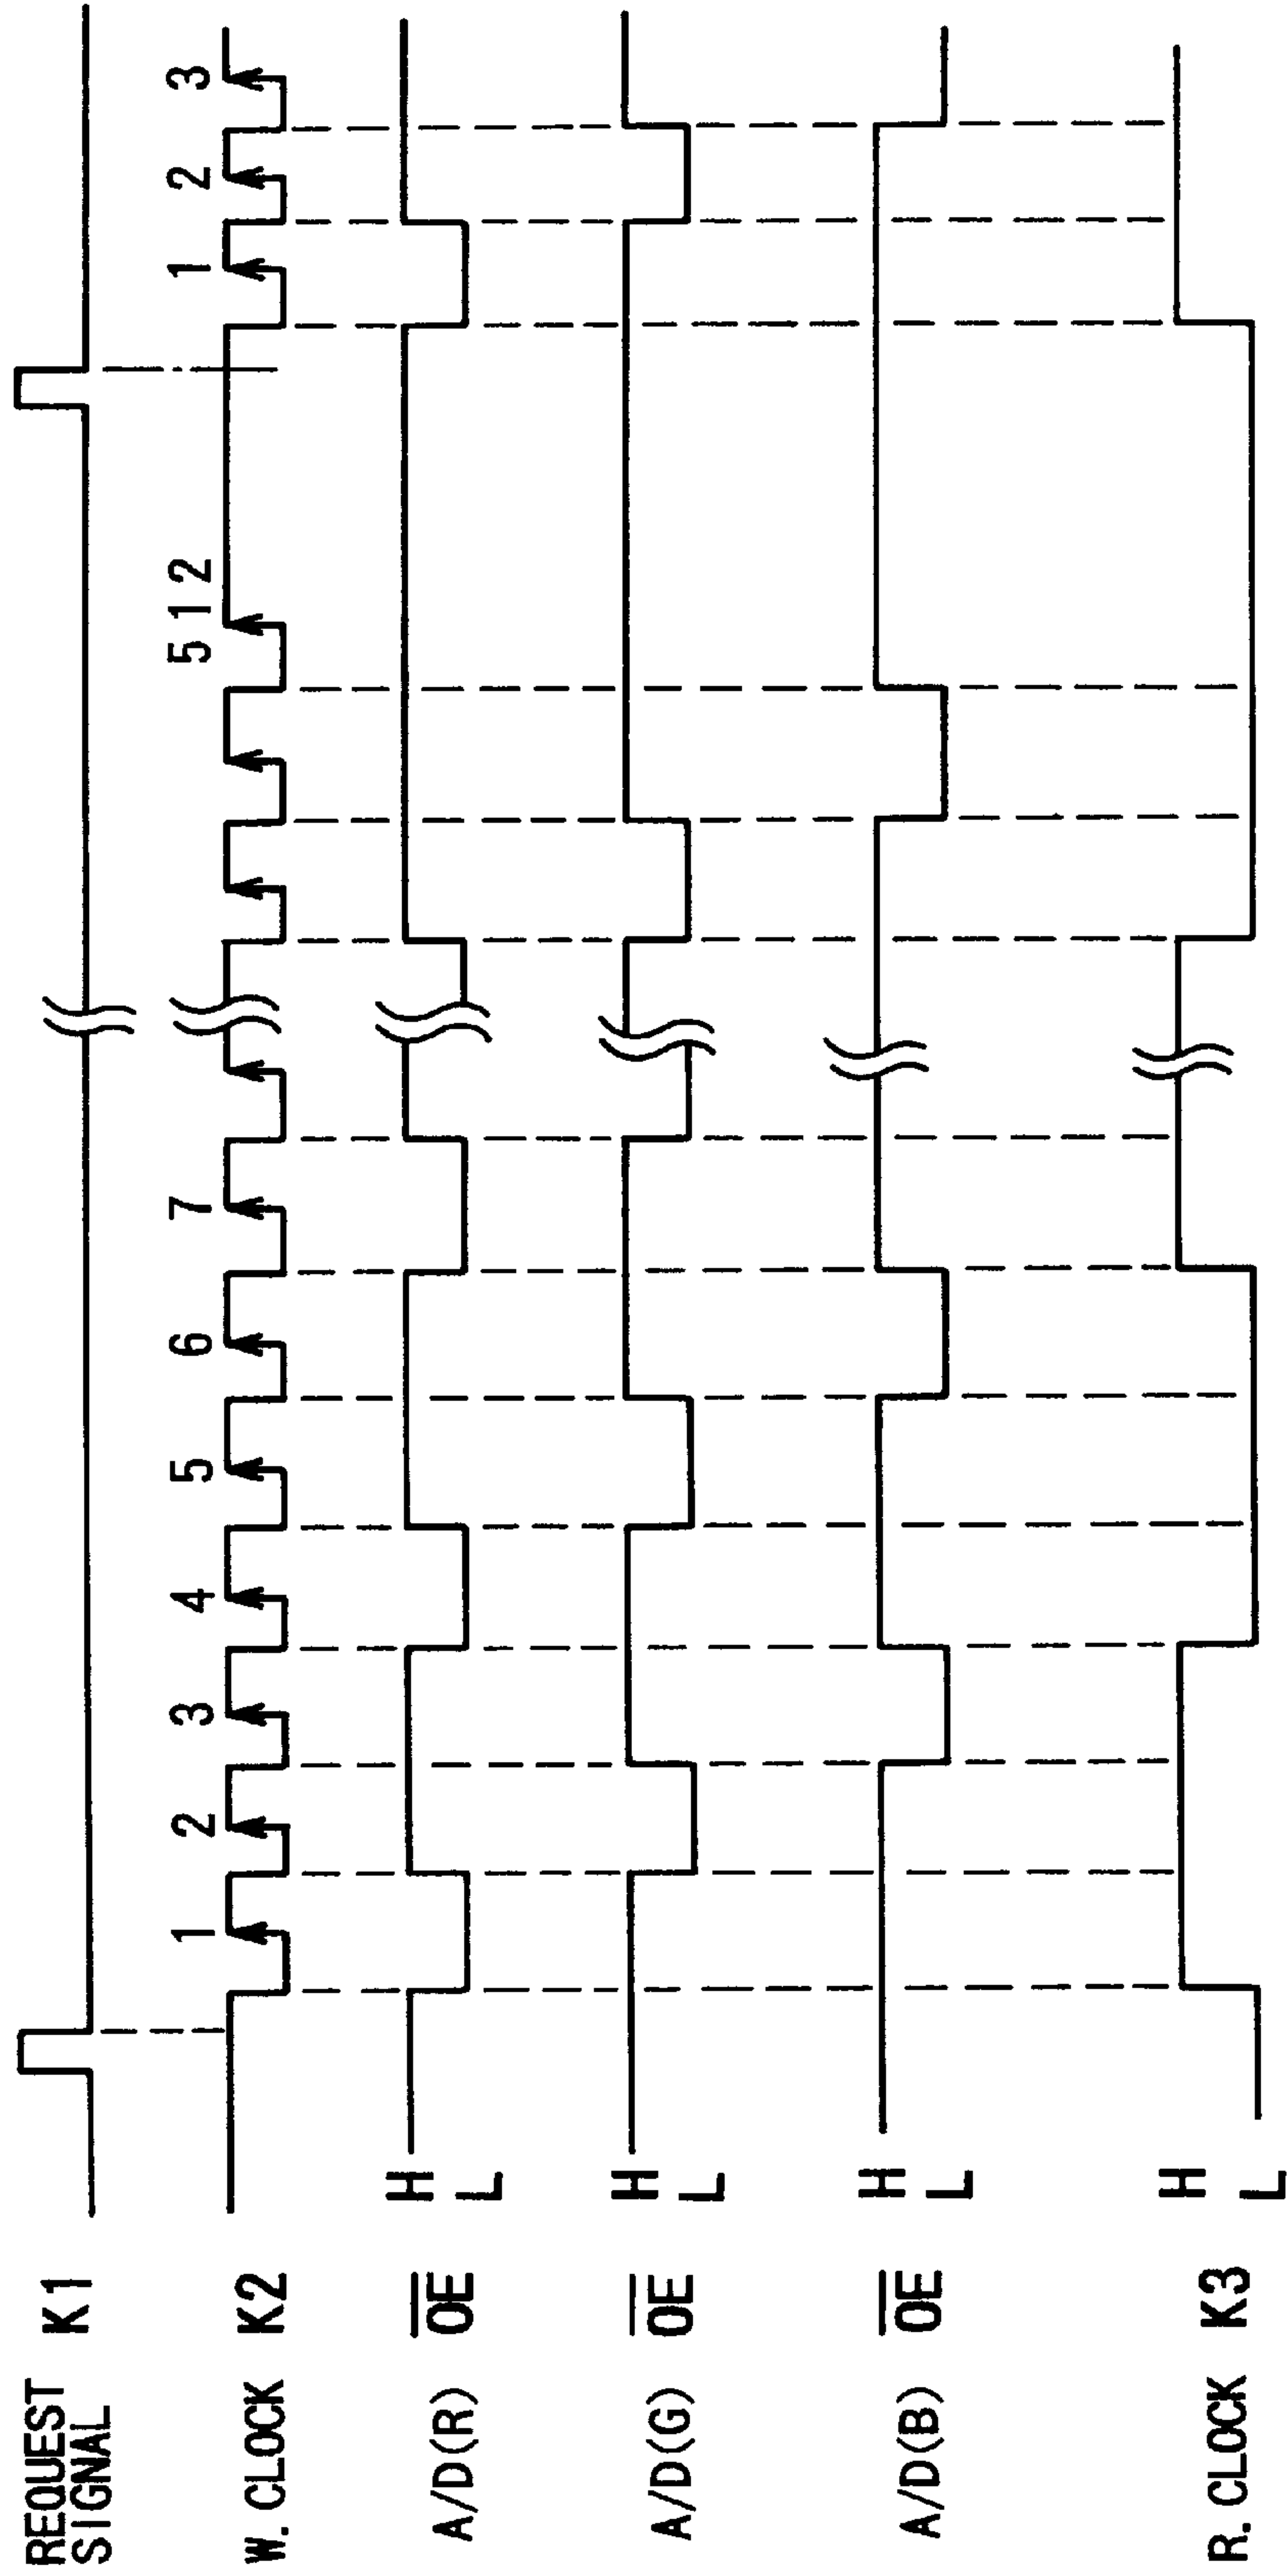 REQUEST
SIGNAL K1
W. CLOCK K2
1 2 3 4 5 6 7 512 1 2 3
A/D(R) OE H
L
A/D(G) OE H
L
A/D(B) OE H
L
R. CLOCK K3 H
L